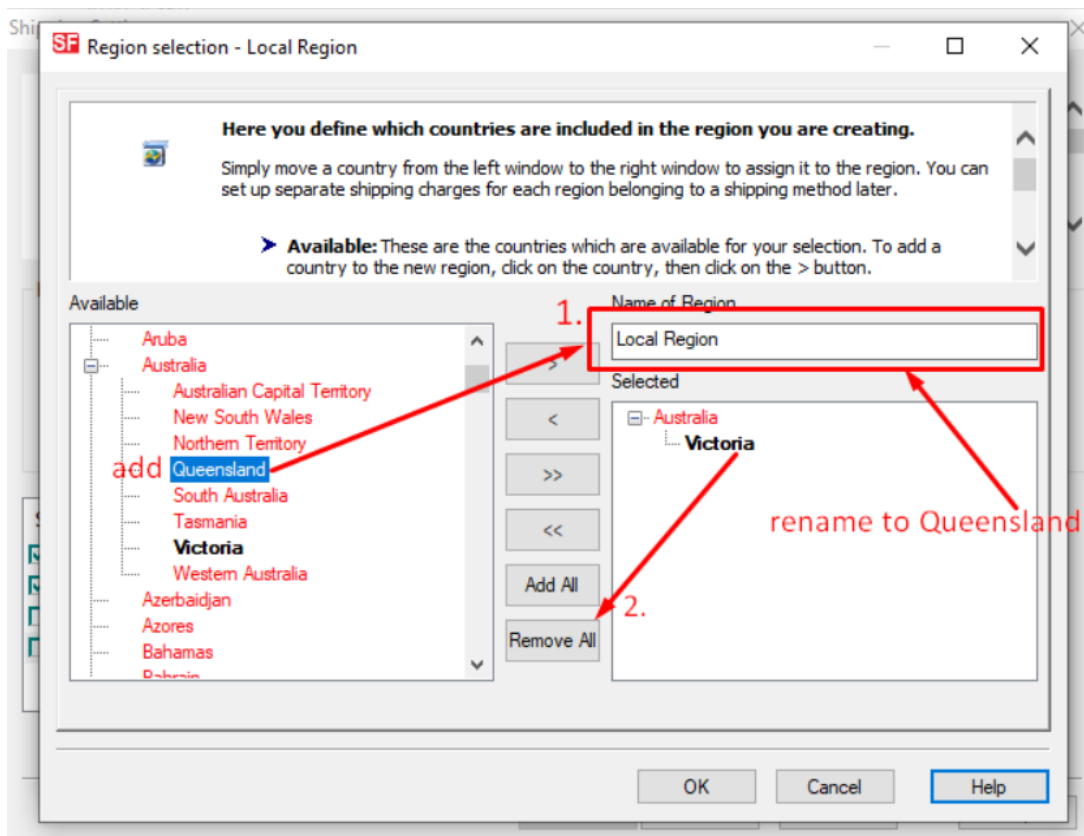 Shi
SF Region selection - Local Region
Here you define which countries are included in the region you are creating.
Simply move a country from the left window to the right window to assign it to the region. You can
set up separate shipping charges for each region belonging to a shipping method later.
Available: These are the countries which are available for your selection. To add a
country to the new region, click on the country, then click on the > button.
Available
Aruba
Australia
Australian Capital Territory
New South Wales
Northern Territory
add Queensland
South Australia
Tasmania
Victoria
Western Australia
Azerbaijan
Azores
Bahamas
Bahrain
1.
>
<
>>
<<
Add All
2.
Remove All
Name of Region
Local Region
Selected
Australia
Victoria
rename to Queensland
OK
Cancel
Help